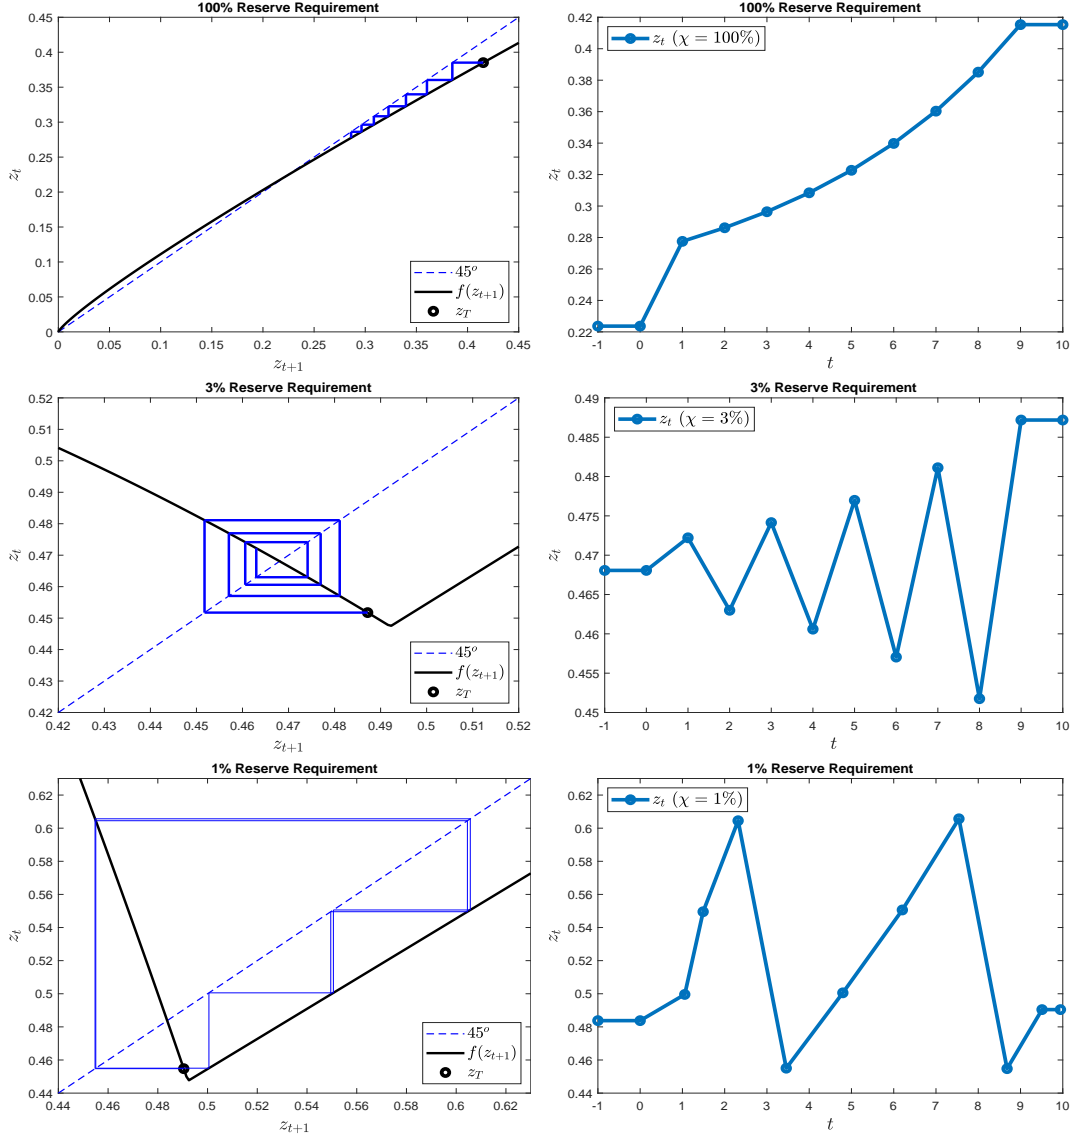 100% Reserve Requirement
0.45
0.4
0.35
0.3
0.25
0.2
0.15
0.1
0.05
0
z_t
0 0.05 0.1 0.15 0.2 0.25 0.3 0.35 0.4 0.45
z_{t+1}
45°
f(z_{t+1})
z_T
100% Reserve Requirement
0.42
0.4
0.38
0.36
0.34
0.32
0.3
0.28
0.26
0.24
0.22
z_t
-1 0 1 2 3 4 5 6 7 8 9 10
t
z_t (χ = 100%)
3% Reserve Requirement
0.52
0.51
0.5
0.49
0.48
0.47
0.46
0.45
0.44
0.43
0.42
z_t
0.42 0.43 0.44 0.45 0.46 0.47 0.48 0.49 0.5 0.51 0.52
z_{t+1}
45°
f(z_{t+1})
z_T
3% Reserve Requirement
0.49
0.485
0.48
0.475
0.47
0.465
0.46
0.455
0.45
z_t
-1 0 1 2 3 4 5 6 7 8 9 10
t
z_t (χ = 3%)
1% Reserve Requirement
0.62
0.6
0.58
0.56
0.54
0.52
0.5
0.48
0.46
0.44
z_t
0.44 0.46 0.48 0.5 0.52 0.54 0.56 0.58 0.6 0.62
z_{t+1}
45°
f(z_{t+1})
z_T
1% Reserve Requirement
0.62
0.6
0.58
0.56
0.54
0.52
0.5
0.48
0.46
0.44
z_t
-1 0 1 2 3 4 5 6 7 8 9 10
t
z_t (χ = 1%)